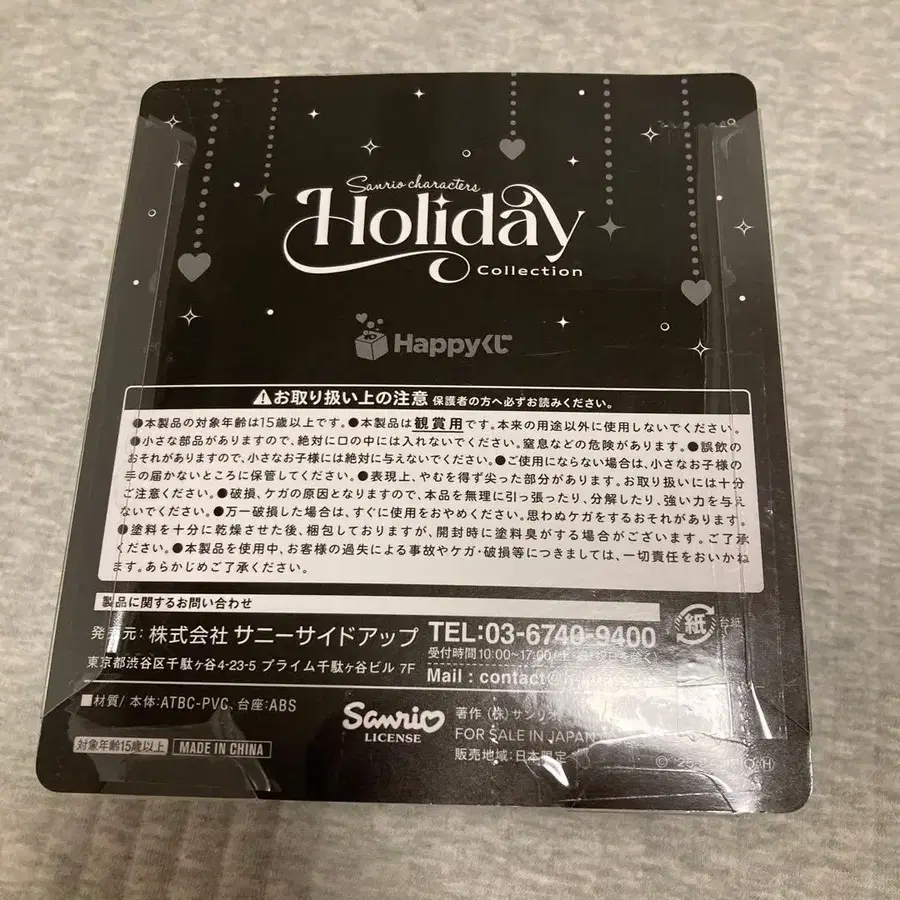 Sanrio characters
Holiday
Collection
Happyくじ
⚠お取り扱い上の注意 保護者の方へ必ずお読みください。
●本製品の対象年齢は15歳以上です。●本製品は観賞用です。本来の用途以外に使用しないでください。
●小さな部品がありますので、絶対に口の中には入れないでください。窒息などの危険があります。●誤飲の
おそれがありますので、小さなお子様には絶対に与えないでください。●ご使用にならない場合は、小さなお子様の
手の届かないところに保管してください。●表現上、やむを得ず尖った部分があります。お取り扱いには十分
ご注意ください。●破損、ケガの原因となりますので、本品を無理に引っ張ったり、分解したり、強い力を与え
ないでください。●万一破損した場合は、すぐに使用をおやめください。思わぬケガをするおそれがあります。
●塗料を十分に乾燥させた後、梱包しておりますが、開封時に塗料臭がする場合がございます。ご了承
ください。●本製品を使用中、お客様の過失による事故やケガ・破損等につきましては、一切責任をおいかね
ます。あらかじめご了承ください。
製品に関するお問い合わせ
発売元:株式会社 サニーサイドアップ TEL:03-6740-9400
受付時間10:00~17:00
東京都渋谷区千駄ヶ谷4-23-5 プライム千駄ヶ谷ビル 7F
Mail : contact@
紙 台紙
■材質/本体:ATBC-PVC、台座:ABS
Sanrio
LICENSE
著作 (株)サンリオ
FOR SALE IN JAPAN
販売地域:日本限定
対象年齢15歳以上 MADE IN CHINA